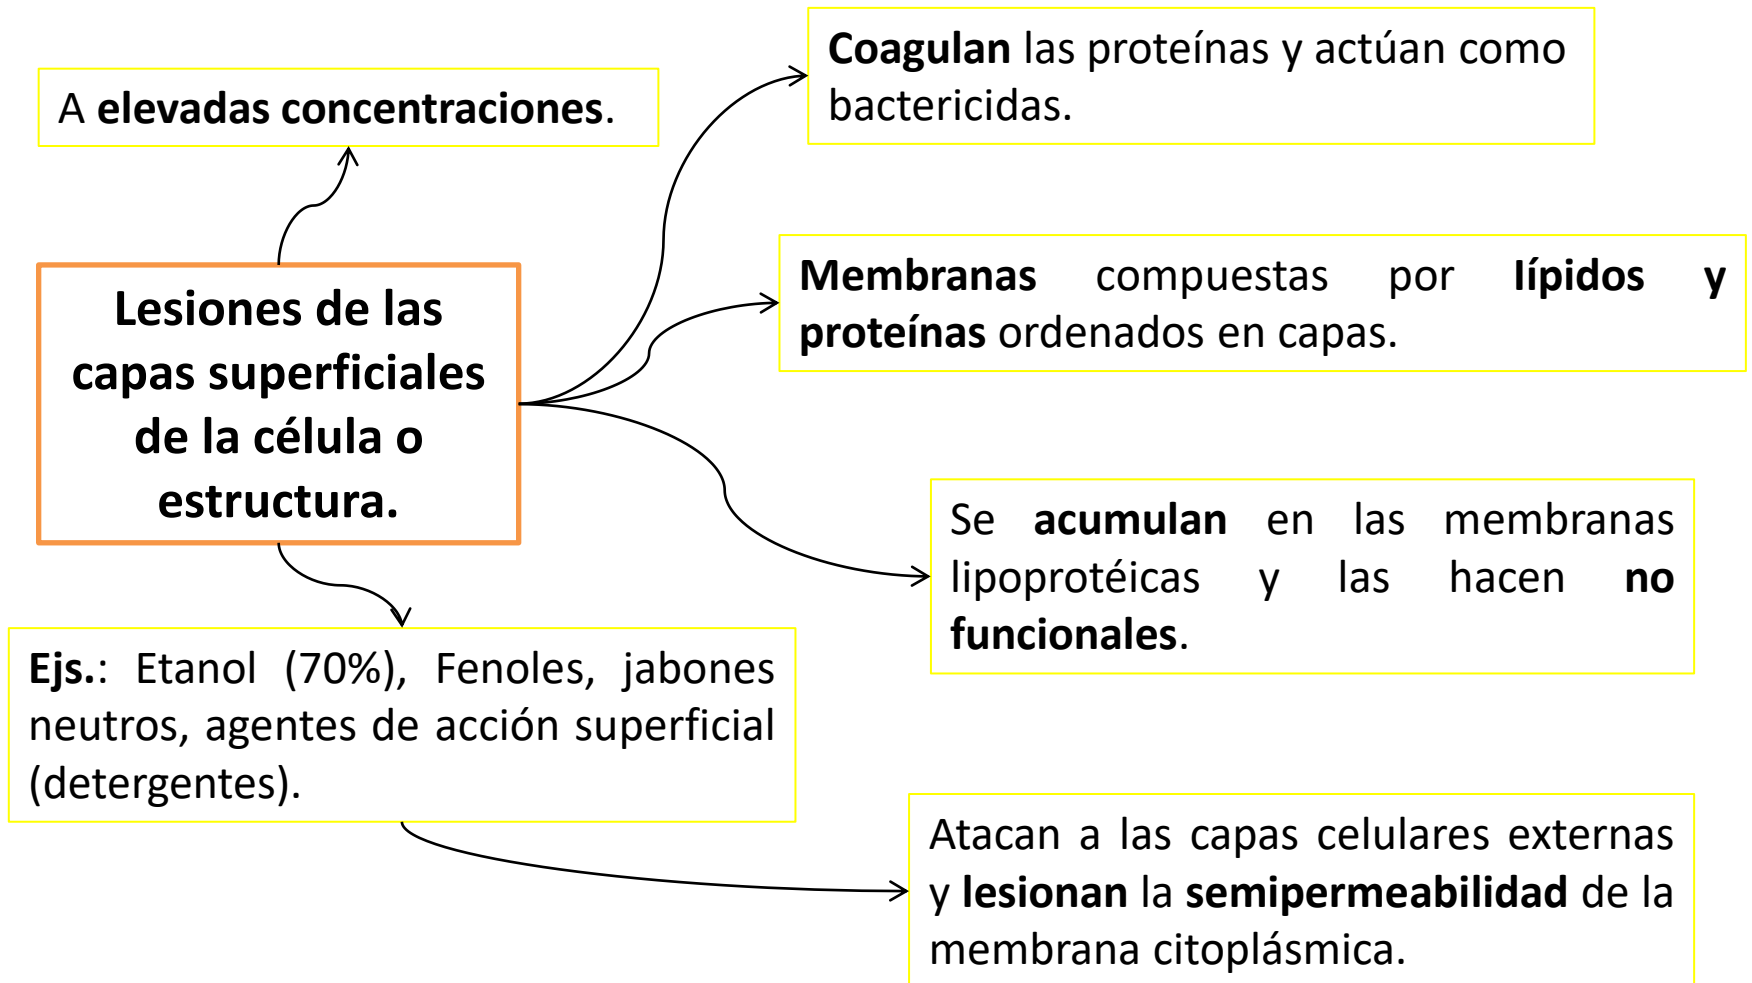 A elevadas concentraciones.
Coagulan las proteínas y actúan como
bactericidas.
Lesiones de las
capas superficiales
de la célula o
estructura.
Membranas compuestas por lípidos y
proteínas ordenados en capas.
Se acumulan en las membranas
lipoprotéicas y las hacen no
funcionales.
Ejs.: Etanol (70%), Fenoles, jabones
neutros, agentes de acción superficial
(detergentes).
Atacan a las capas celulares externas
y lesionan la semipermeabilidad de la
membrana citoplásmica.